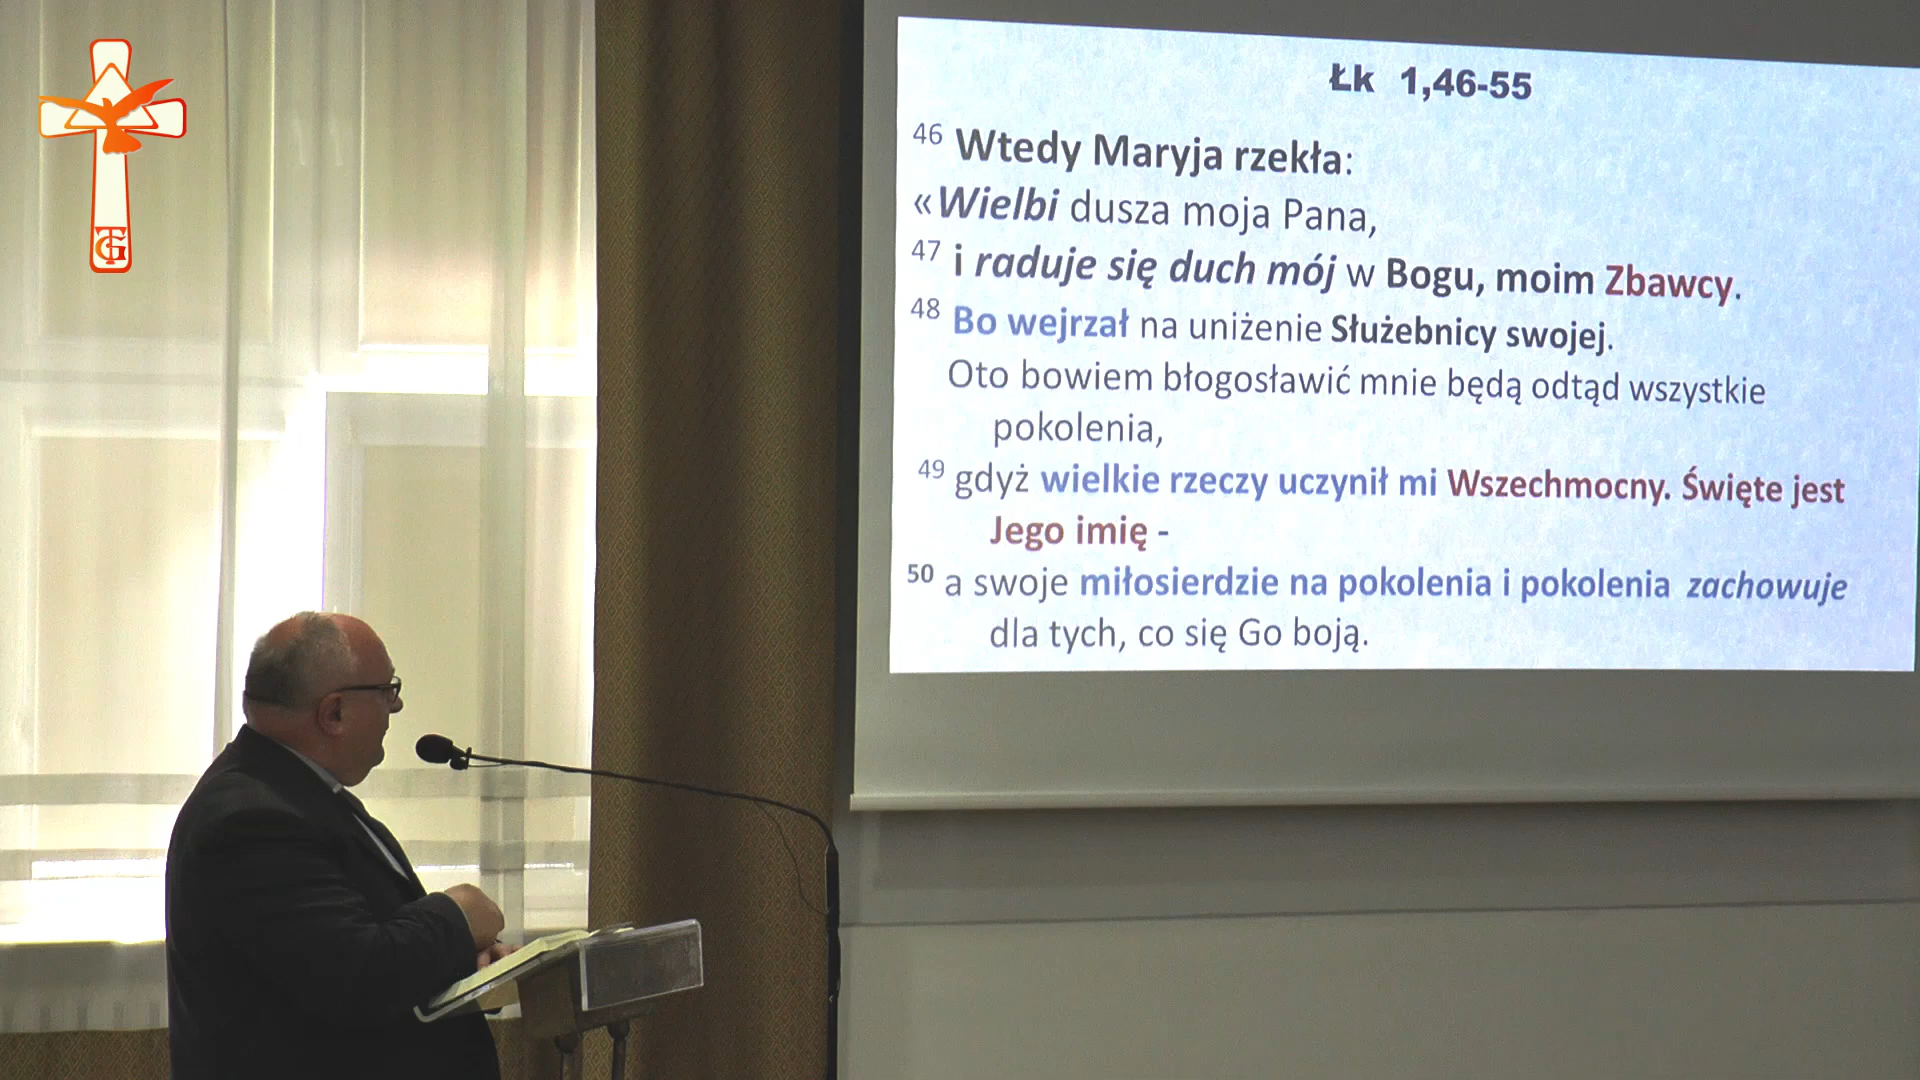 Łk 1,46-55
46 Wtedy Maryja rzekła:
«Wielbi dusza moja Pana,
47 i raduje się duch mój w Bogu, moim Zbawcy.
48 Bo wejrzał na uniżenie Służebnicy swojej.
Oto bowiem błogosławić mnie będą odtąd wszystkie
pokolenia,
49 gdyż wielkie rzeczy uczynił mi Wszechmocny. Święte jest
Jego imię -
50 a swoje miłosierdzie na pokolenia i pokolenia zachowuje
dla tych, co się Go boją.